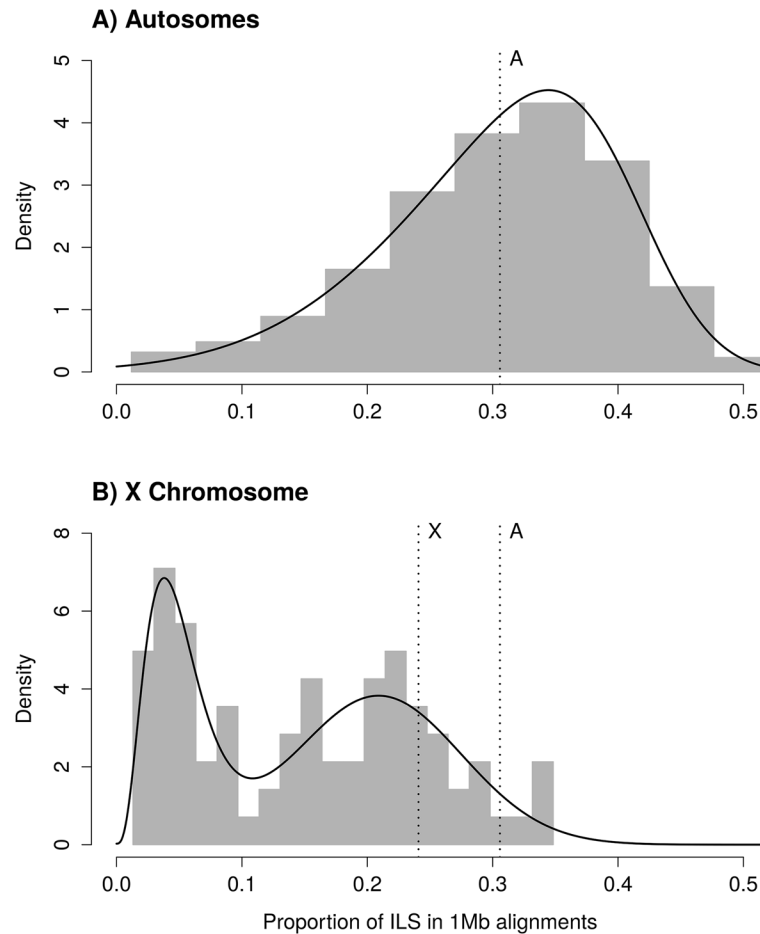 A) Autosomes
A
Density
0
1
2
3
4
5
0.0 0.1 0.2 0.3 0.4 0.5
B) X Chromosome
X A
Density
0
2
4
6
8
0.0 0.1 0.2 0.3 0.4 0.5
Proportion of ILS in 1Mb alignments